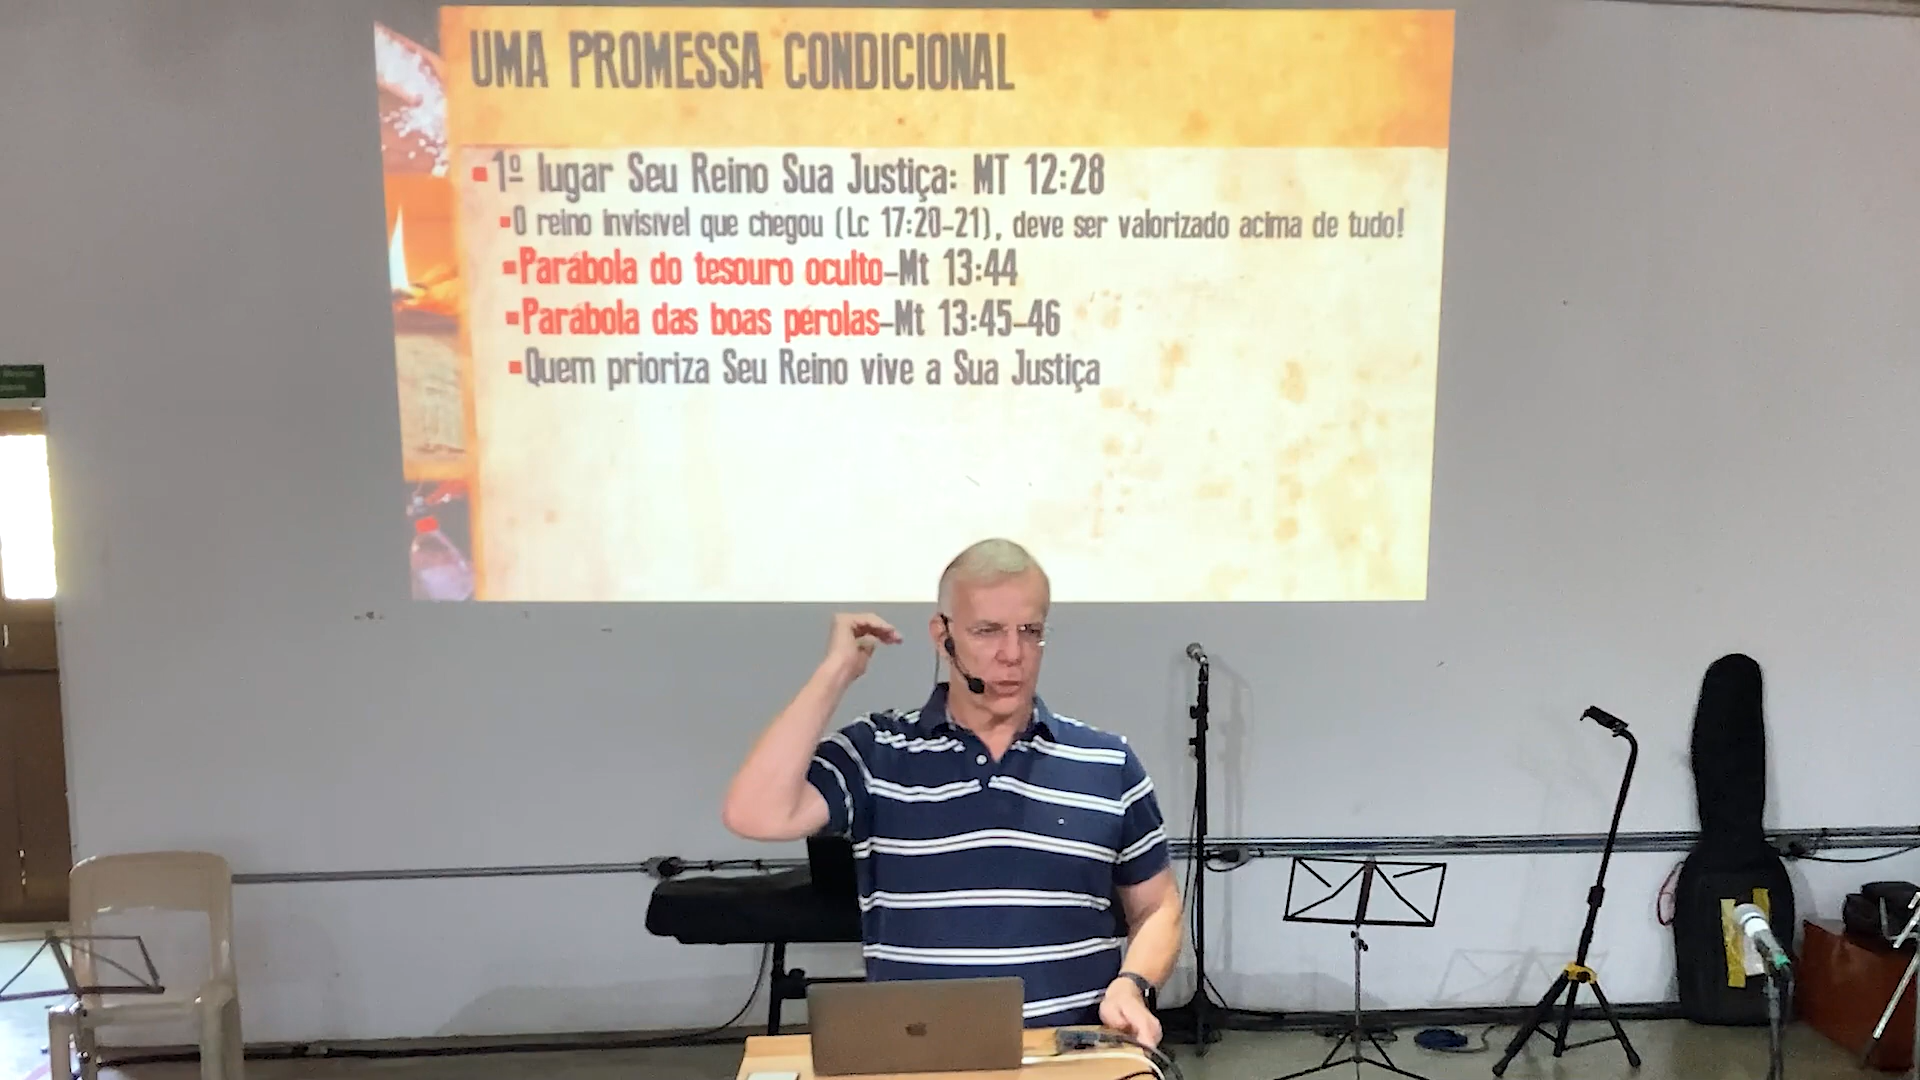 UMA PROMESSA CONDICIONAL
▪1º lugar Seu Reino Sua Justiça: MT 12:28
▪O reino invisível que chegou (Lc 17:20-21), deve ser valorizado acima de tudo!
▪Parábola do tesouro oculto-Mt 13:44
▪Parábola das boas pérolas-Mt 13:45-46
▪Quem prioriza Seu Reino vive a Sua Justiça